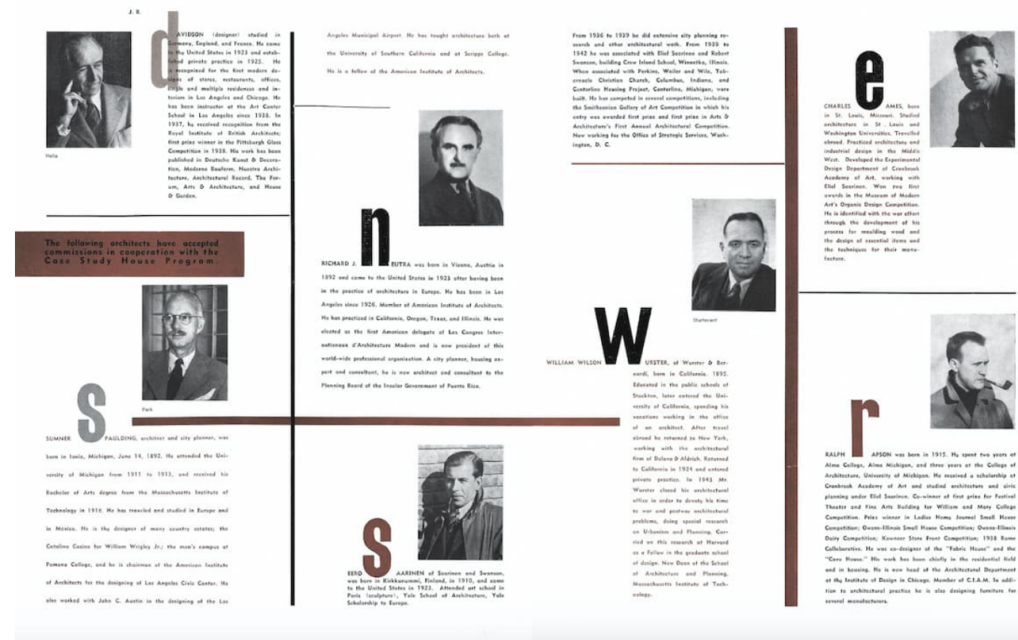 J. R.
dAVIDSON (designer) studied in
Germany, England, and France. He came
to the United States in 1923 and estab-
lished private practice in 1925. He
is recognized for the first modern de-
signs of stores, restaurants, offices,
single and multiple residences and in-
teriors in Los Angeles and Chicago. He
has been instructor at the Art Center
School in Los Angeles since 1938. In
1937, he received recognition from the
Royal Institute of British Architects;
first prize winner in the Pittsburgh Glass
Competition in 1938. His work has been
published in Deutsche Kunst & Decora-
tion, Moderne Bauform, Nuestra Archi-
tecture, Architectural Record, The For-
um, Arts & Architecture, and House
& Garden.
The following architects have accepted
commissions in cooperation with the
Case Study House Program.
Park
SUMNER sPAULDING, architect and city planner, was
born in Ionia, Michigan, June 14, 1892. He attended the Uni-
versity of Michigan from 1911 to 1913, and received his
Bachelor of Arts degree from the Massachusetts Institute of
Technology in 1916. He has traveled and studied in Europe and
in Mexico. He is the designer of many country estates; the
Catalina Casino for William Wrigley Jr.; the men's campus at
Pomona College, and he is chairman of the American Institute
of Architects for the designing of Los Angeles Civic Center. He
also worked with John C. Austin in the designing of the Los
Angeles Municipal Airport. He has taught architecture both at
the University of Southern California and at Scripps College.
He is a fellow of the American Institute of Architects.
RICHARD J. nEUTRA was born in Vienna, Austria in
1892 and came to the United States in 1923 after having been
in the practice of architecture in Europe. He has been in Los
Angeles since 1926. Member of American Institute of Architects.
He has practiced in California, Oregon, Texas, and Illinois. He was
elected as the first American delegate of Les Congres Inter-
nationaux d'Architecture Modern and is now president of this
world-wide professional organization. A city planner, housing ex-
pert and consultant, he is now architect and consultant to the
Planning Board of the Insular Government of Puerto Rico.
EERO sAARINEN of Saarinen and Swanson,
was born in Kirkkonummi, Finland, in 1910, and came
to the United States in 1923. Attended art school in
Paris (sculpture), Yale School of Architecture, Yale
Scholarship to Europe.
From 1936 to 1939 he did extensive city planning re-
search and other architectural work. From 1939 to
1942 he was associated with Eliel Saarinen and Robert
Swanson, building Crow Island School, Winnetka, Illinois.
When associated with Perkins, Weiler and Wile, Tab-
ernacle Christian Church, Columbus, Indiana, and
Centerline Housing Project, Centerline, Michigan, were
built. He has competed in several competitions, including
the Smithsonian Gallery of Art Competition in which his
entry was awarded first prize and first prize in Arts &
Architecture's First Annual Architectural Competition.
Now working for the Office of Strategic Services, Wash-
ington, D. C.
WILLIAM WILSON wURSTER, of Wurster & Ber-
nardi, born in California. 1895.
Educated in the public schools of
Stockton, later entered the Uni-
versity of California, spending his
vacations working in the office
of an architect. After travel
abroad he returned to New York,
working with the architectural
firm of Delano & Aldrich. Returned
to California in 1924 and entered
private practice. In 1943 Mr.
Wurster closed his architectural
office in order to devote his time
to war and postwar architectural
problems, doing special research
on Urbanism and Planning. Car-
ried on this research at Harvard
as a Fellow in the graduate school
of design. Now Dean of the School
of Architecture and Planning,
Massachusetts Institute of Tech-
nology.
CHARLES eAMES, born
in St. Louis, Missouri. Studied
architecture in St. Louis and
Washington Universities. Travelled
abroad. Practiced architecture and
industrial design in the Middle
West. Developed the Experimental
Design Department of Cranbrook
Academy of Art, working with
Eliel Saarinen. Won two first
awards in the Museum of Modern
Art's Organic Design Competition.
He is identified with the war effort
through the development of his
process for moulding wood and
the design of essential items and
the techniques for their manu-
facture.
RALPH rAPSON was born in 1915. He spent two years at
Alma College, Alma Michigan, and three years at the College of
Architecture, University of Michigan. He received a scholarship at
Cranbrook Academy of Art and studied architecture and civic
planning under Eliel Saarinen. Co-winner of first prize for Festival
Theater and Fine Arts Building for William and Mary College
Competition. Prize winner in Ladies Home Journal Small House
Competition; Owens-Illinois Small House Competition; Owens-Illinois
Dairy Competition; Kawneer Store Front Competition; 1938 Rome
Collaborative. He was co-designer of the "Fabric House" and the
"Cave House." His work has been chiefly in the residential field
and in housing. He is now head of the Architectural Department
at the Institute of Design in Chicago. Member of C.I.A.M. In addi-
tion to architectural practice he is also designing furniture for
several manufacturers.